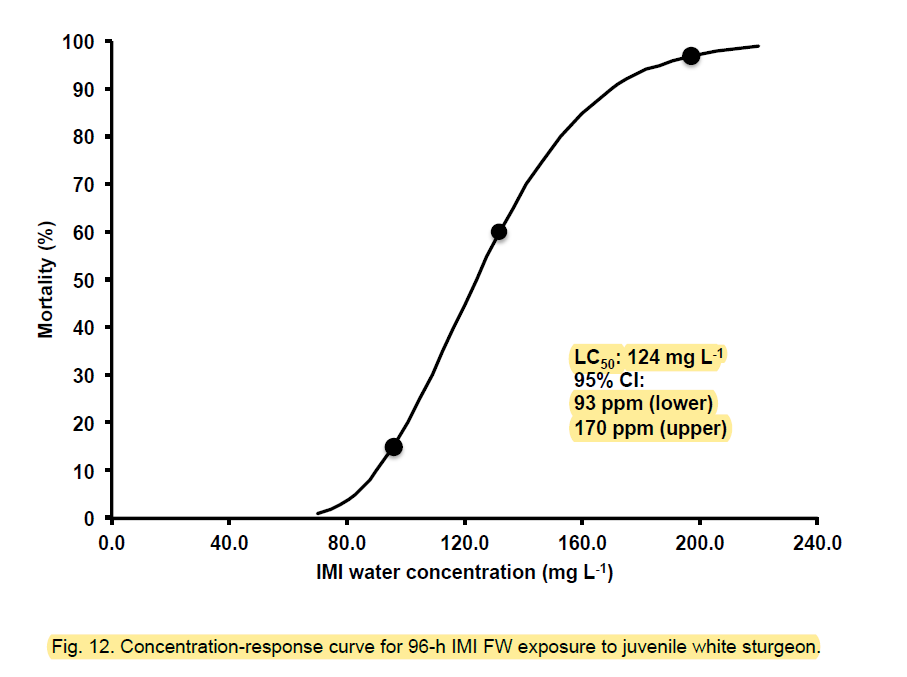 100
90
80
70
60
50
40
30
20
10
0
Mortality (%)
LC50: 124 mg L-1
95% CI:
93 ppm (lower)
170 ppm (upper)
0.0 40.0 80.0 120.0 160.0 200.0 240.0
IMI water concentration (mg L-1)
Fig. 12. Concentration-response curve for 96-h IMI FW exposure to juvenile white sturgeon.